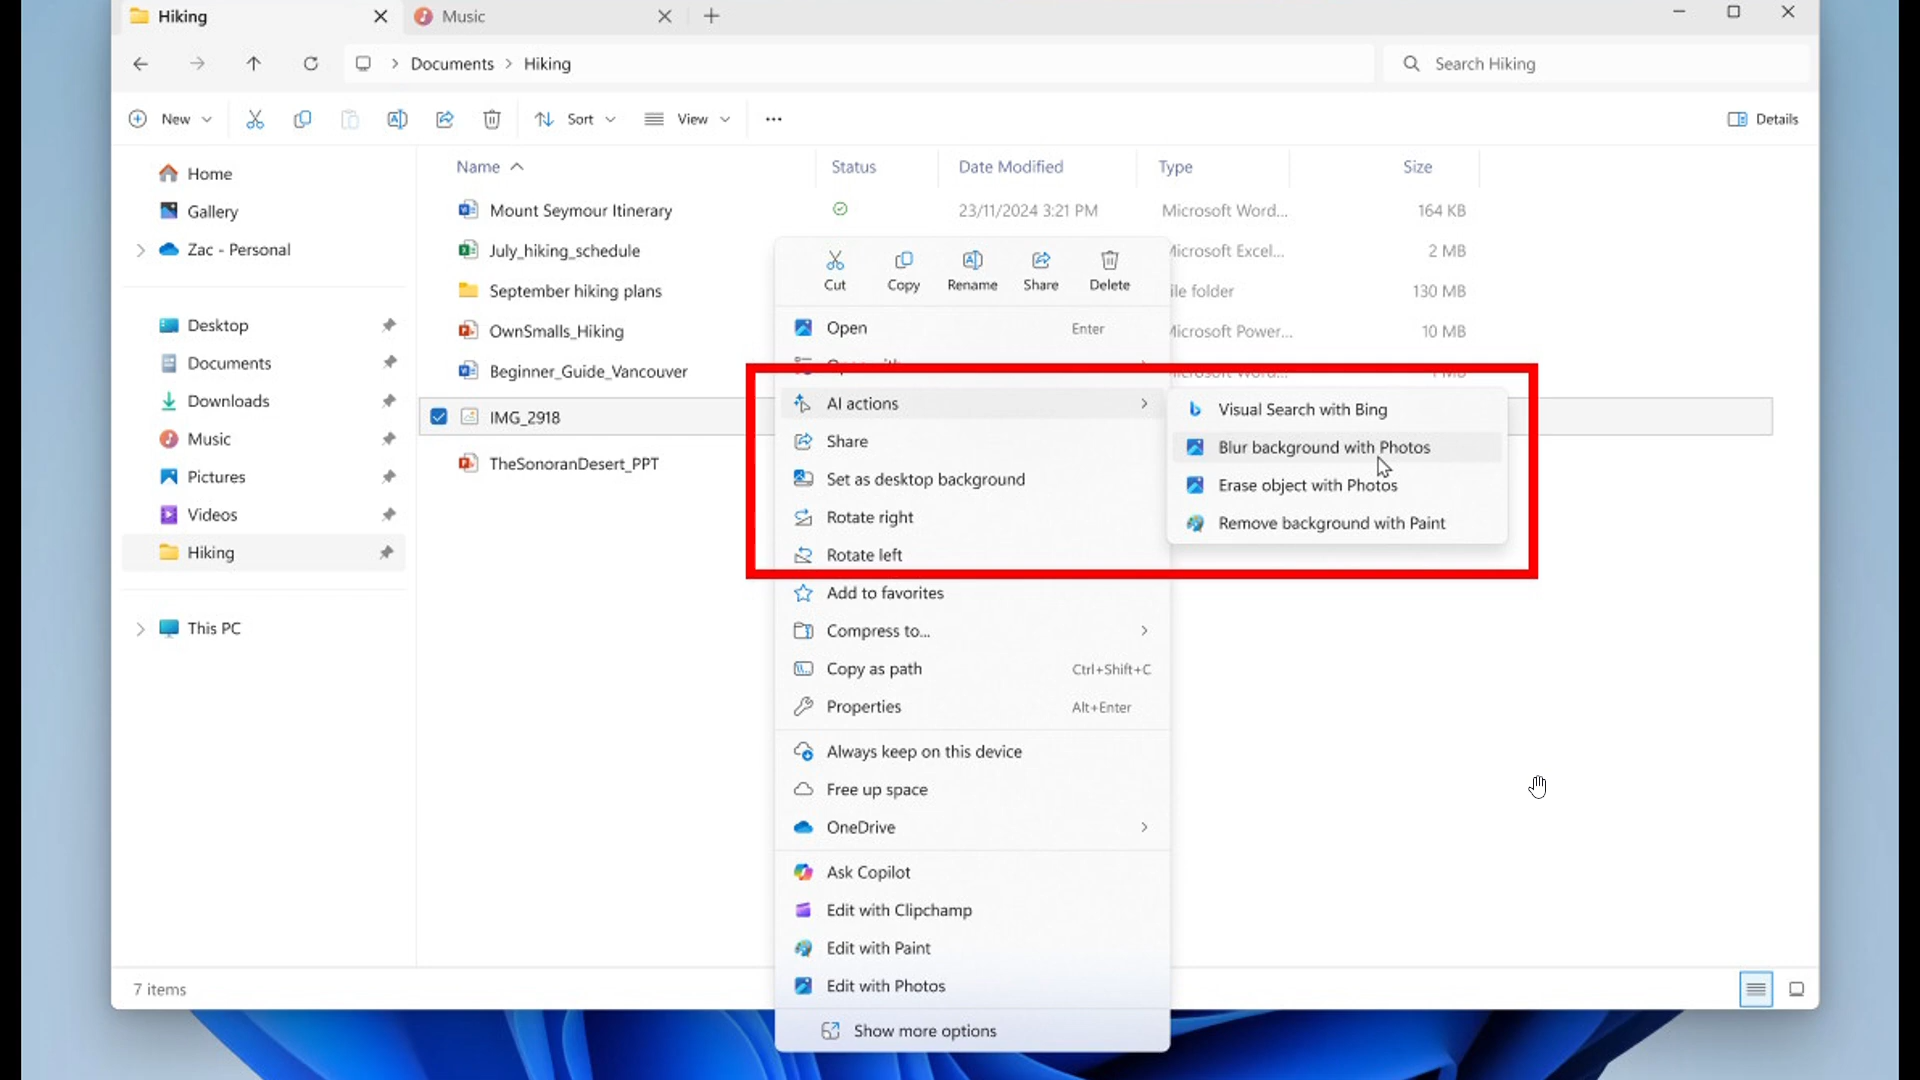 Hiking
Music
Documents > Hiking
Search Hiking
New
Sort
View
Details
Home
Gallery
Zac - Personal
Desktop
Documents
Downloads
Music
Pictures
Videos
Hiking
This PC
Name Status Date Modified Type Size
Mount Seymour Itinerary 23/11/2024 3:21 PM Microsoft Word... 164 KB
July_hiking_schedule Microsoft Excel... 2 MB
September hiking plans file folder 130 MB
OwnSmalls_Hiking Microsoft Power... 10 MB
Beginner_Guide_Vancouver
IMG_2918
TheSonoranDesert_PPT
Cut Copy Rename Share Delete
Open Enter
AI actions
Share
Set as desktop background
Rotate right
Rotate left
Add to favorites
Compress to...
Copy as path Ctrl+Shift+C
Properties Alt+Enter
Always keep on this device
Free up space
OneDrive
Ask Copilot
Edit with Clipchamp
Edit with Paint
Edit with Photos
Show more options
Visual Search with Bing
Blur background with Photos
Erase object with Photos
Remove background with Paint
7 items